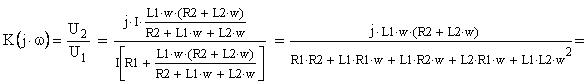 K(j·ω) = U2/U1 = (j·I·(L1·w·(R2 + L2·w))/(R2 + L1·w + L2·w))/(I[R1 + (L1·w·(R2 + L2·w))/(R2 + L1·w + L2·w)]) = (j·L1·w(R2 + L2·w))/(R1·R2 + L1·R1·w + L1·R2·w + L2·R1·w + L1·L2·w²) =